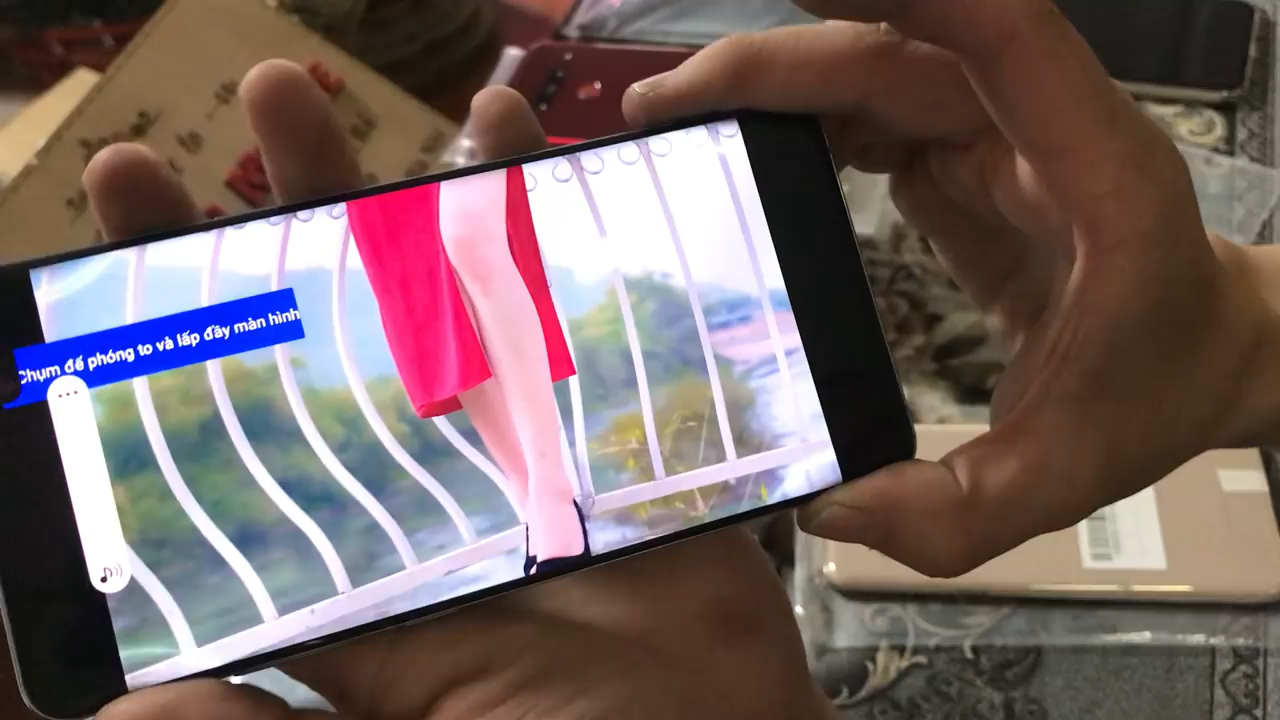 Chụm để phóng to và lấp đầy màn hình